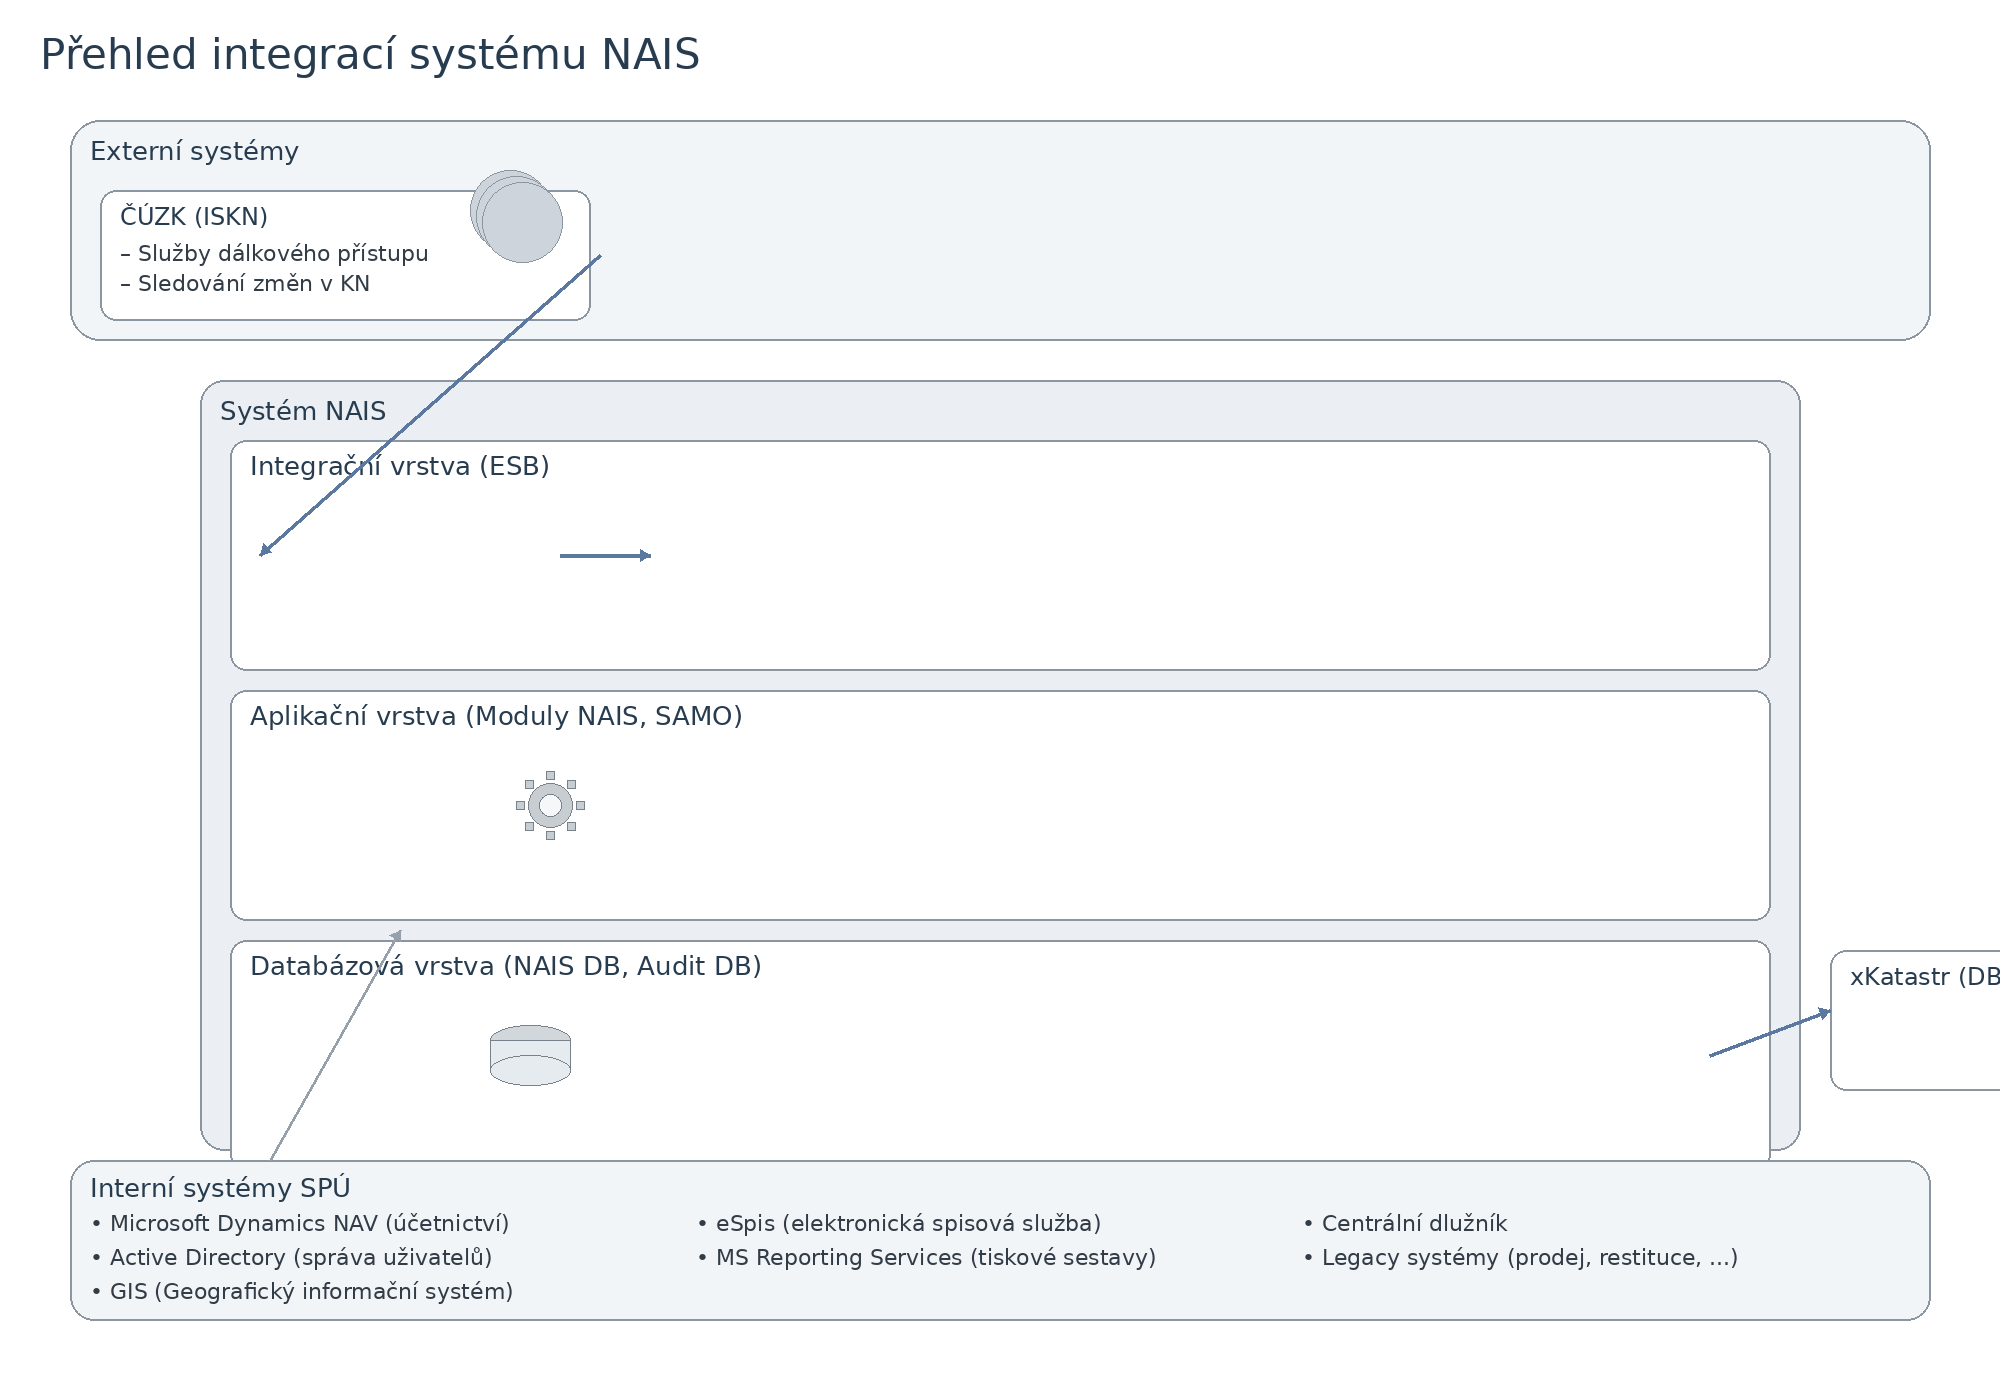 Přehled integrací systému NAIS
Externí systémy
ČÚZK (ISKN)
– Služby dálkového přístupu
– Sledování změn v KN
Systém NAIS
Integrační vrstva (ESB)
Aplikační vrstva (Moduly NAIS, SAMO)
Databázová vrstva (NAIS DB, Audit DB)
xKatastr (DB
Interní systémy SPÚ
• Microsoft Dynamics NAV (účetnictví)
• Active Directory (správa uživatelů)
• GIS (Geografický informační systém)
• eSpis (elektronická spisová služba)
• MS Reporting Services (tiskové sestavy)
• Centrální dlužník
• Legacy systémy (prodej, restituce, ...)